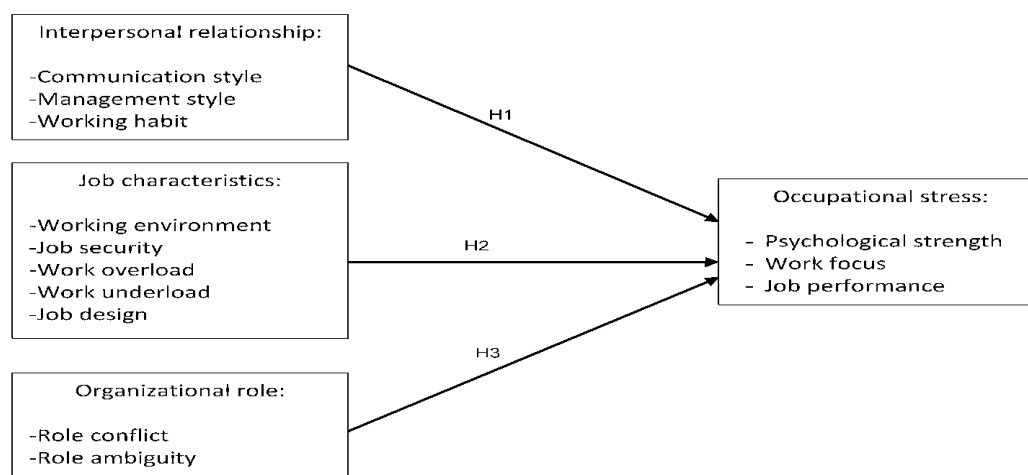 Interpersonal relationship:
-Communication style
-Management style
-Working habit
H1
Job characteristics:
-Working environment
-Job security
-Work overload
-Work underload
-Job design
H2
Occupational stress:
- Psychological strength
- Work focus
- Job performance
H3
Organizational role:
-Role conflict
-Role ambiguity